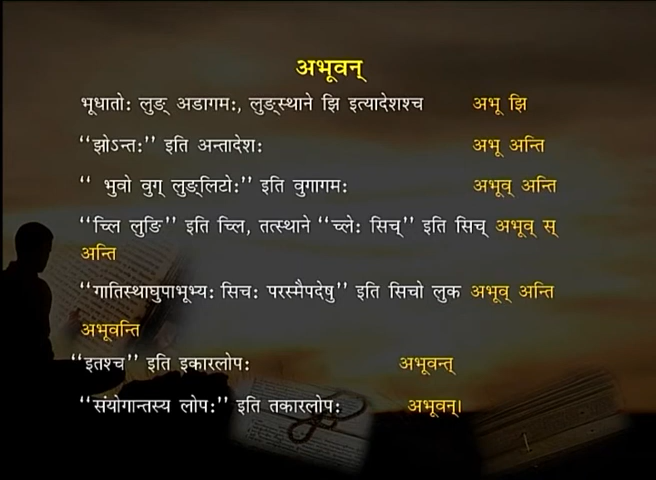 अभूवन्
भूधातोः लुङ् अडागमः, लुङ्स्थाने झि इत्यादेशश्च अभू झि
“झोऽन्तः” इति अन्तादेशः अभू अन्ति
“ भुवो वुग् लुङ्लिटोः” इति वुगागमः अभूव् अन्ति
“च्लि लुङि” इति च्लि, तत्स्थाने “च्लेः सिच्” इति सिच् अभूव् स्
अन्ति
“गातिस्थाघुपाभूभ्यः सिचः परस्मैपदेषु” इति सिचो लुक अभूव् अन्ति
अभूवन्ति
“इतश्च” इति इकारलोपः अभूवन्त्
“संयोगान्तस्य लोपः” इति तकारलोपः अभूवन्।